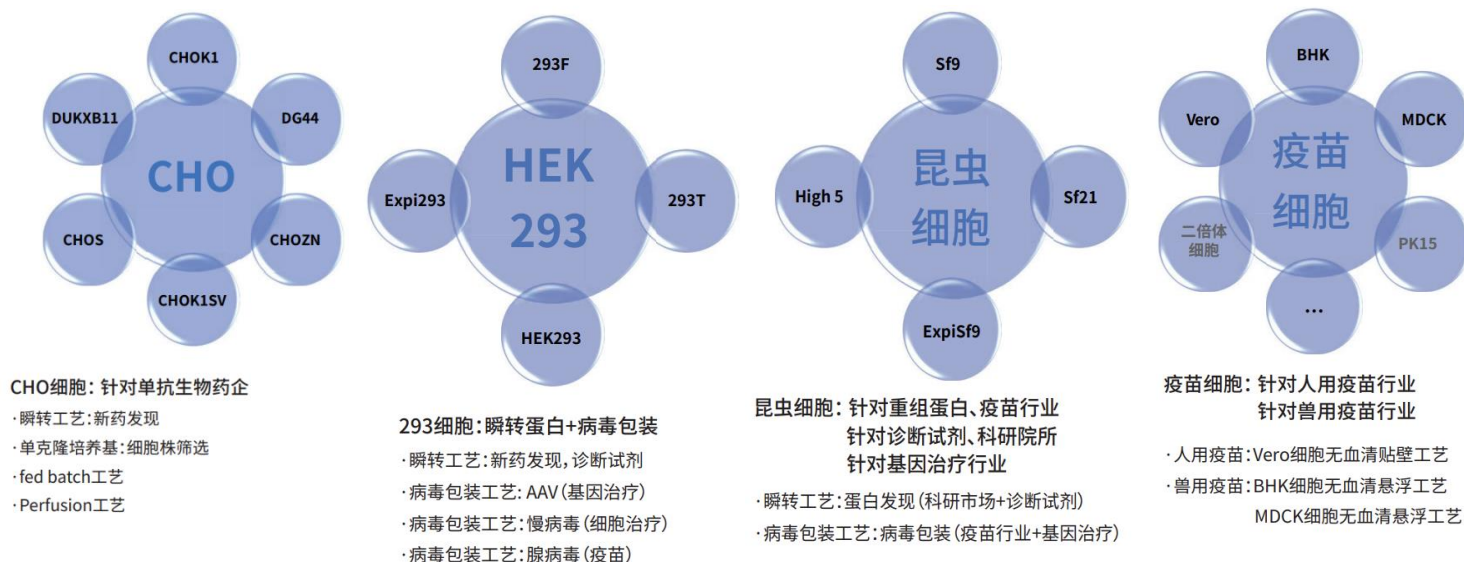 CHOK1
DUKXB11
DG44
CHO
CHOS
CHOZN
CHOK1SV
CHO细胞：针对单抗生物药企
·瞬转工艺：新药发现
·单克隆培养基：细胞株筛选
·fed batch工艺
·Perfusion工艺
293F
Expi293
HEK
293
293T
HEK293
293细胞：瞬转蛋白+病毒包装
·瞬转工艺：新药发现，诊断试剂
·病毒包装工艺：AAV（基因治疗）
·病毒包装工艺：慢病毒（细胞治疗）
·病毒包装工艺：腺病毒（疫苗）
Sf9
High 5
昆虫
细胞
Sf21
ExpiSf9
昆虫细胞：针对重组蛋白、疫苗行业
针对诊断试剂、科研院所
针对基因治疗行业
·瞬转工艺：蛋白发现（科研市场+诊断试剂）
·病毒包装工艺：病毒包装（疫苗行业+基因治疗）
BHK
Vero
MDCK
疫苗
细胞
二倍体
细胞
PK15
...
疫苗细胞：针对人用疫苗行业
针对兽用疫苗行业
·人用疫苗：Vero细胞无血清贴壁工艺
·兽用疫苗：BHK细胞无血清悬浮工艺
MDCK细胞无血清悬浮工艺